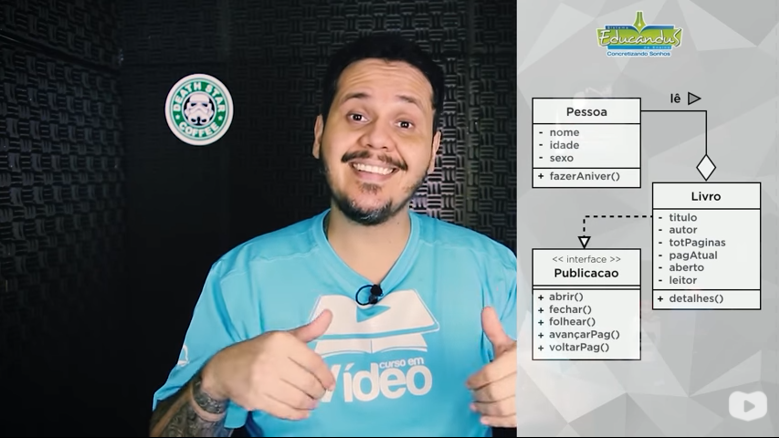 DEATH STAR
COFFEE
CURSO EM
Vídeo
Educandus
Concretizando Sonhos
lê
Pessoa
- nome
- idade
- sexo
+ fazerAniver()
Livro
- titulo
- autor
- totPaginas
- pagAtual
- aberto
- leitor
+ detalhes()
<< interface >>
Publicacao
+ abrir()
+ fechar()
+ folhear()
+ avançarPag()
+ voltarPag()